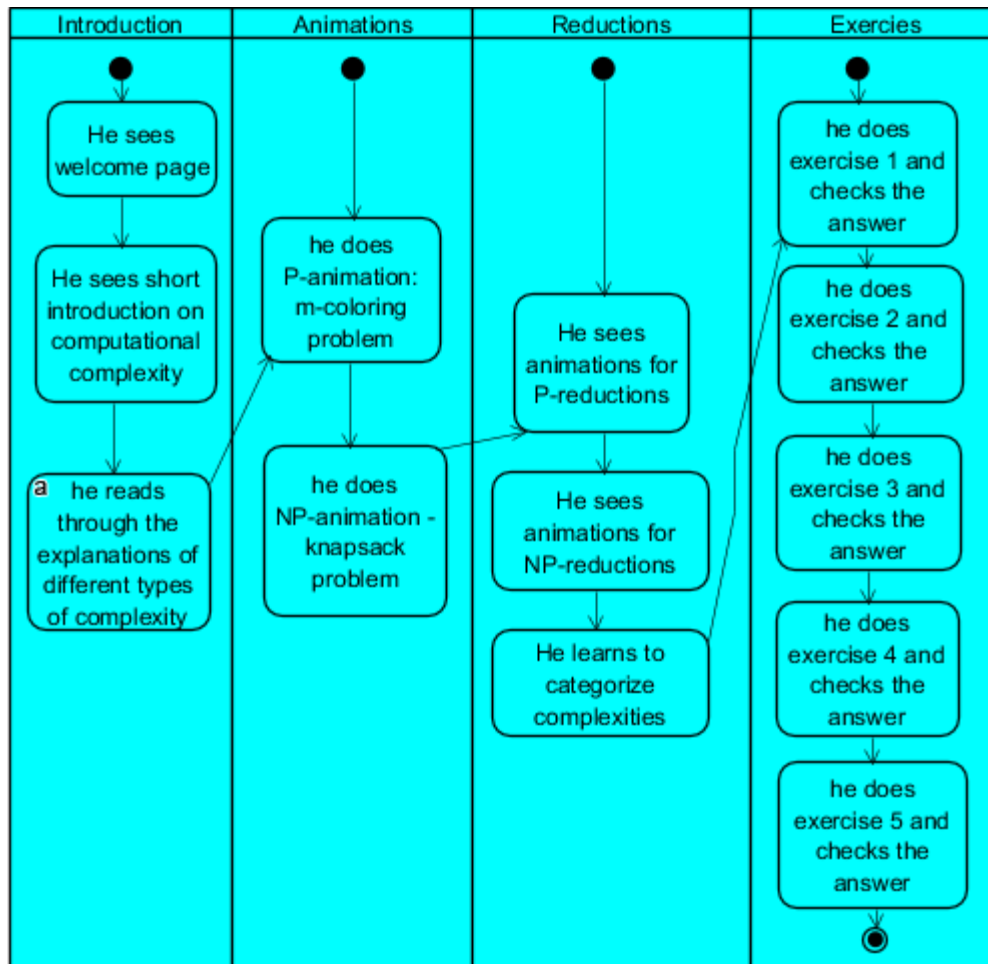 Introduction
Animations
Reductions
Exercies
He sees
welcome page
He sees short
introduction on
computational
complexity
a
he reads
through the
explanations of
different types
of complexity
he does
P-animation:
m-coloring
problem
he does
NP-animation -
knapsack
problem
He sees
animations for
P-reductions
He sees
animations for
NP-reductions
He learns to
categorize
complexities
he does
exercise 1 and
checks the
answer
he does
exercise 2 and
checks the
answer
he does
exercise 3 and
checks the
answer
he does
exercise 4 and
checks the
answer
he does
exercise 5 and
checks the
answer